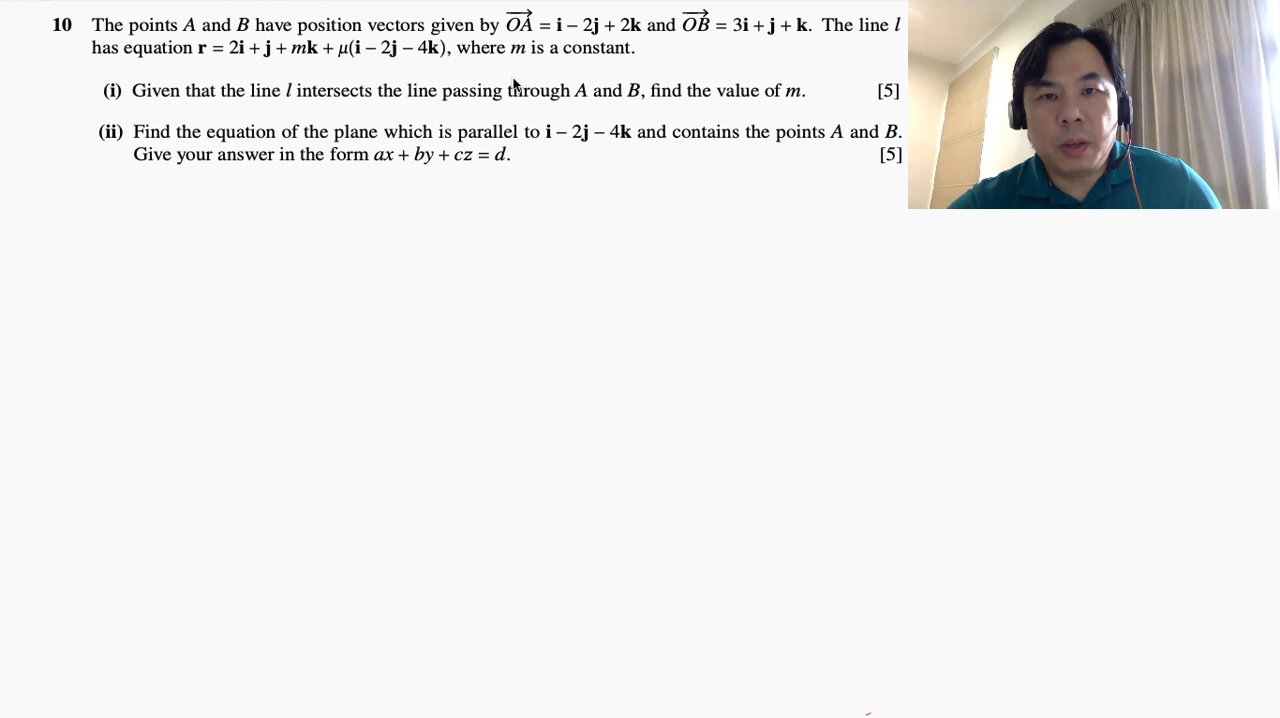 10 The points A and B have position vectors given by \overrightarrow{OA} = i − 2j + 2k and \overrightarrow{OB} = 3i + j + k. The line l
has equation r = 2i + j + mk + μ(i − 2j − 4k), where m is a constant.
(i) Given that the line l intersects the line passing through A and B, find the value of m. [5]
(ii) Find the equation of the plane which is parallel to i − 2j − 4k and contains the points A and B.
Give your answer in the form ax + by + cz = d. [5]